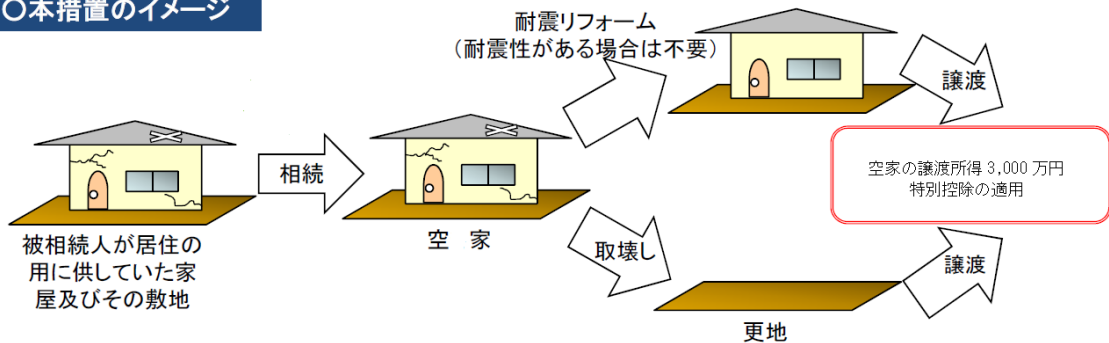 〇本措置のイメージ
耐震リフォーム
（耐震性がある場合は不要）
譲渡
相続
空家の譲渡所得 3,000 万円
特別控除の適用
被相続人が居住の
用に供していた家
屋及びその敷地
空　家
取壊し
譲渡
更地